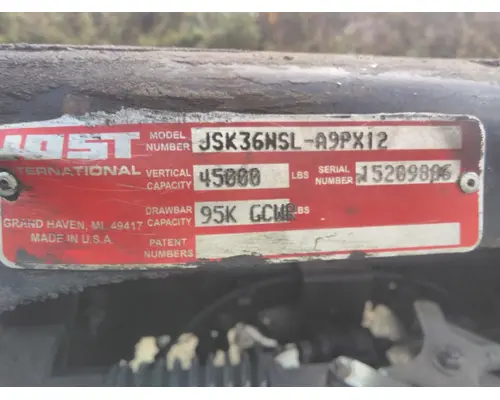 JOST
INTERNATIONAL
MODEL NUMBER JSK36NSL-A9PX12
VERTICAL CAPACITY 45000 LBS
SERIAL NUMBER 15209806
DRAWBAR CAPACITY 95K GCWR LBS
GRAND HAVEN, MI. 49417
MADE IN U.S.A.
PATENT NUMBERS